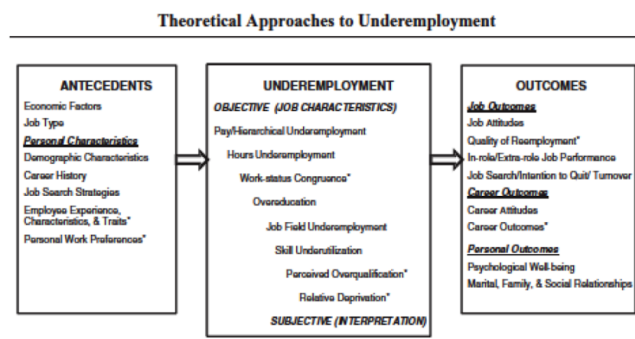 Theoretical Approaches to Underemployment
ANTECEDENTS
Economic Factors
Job Type
Personal Characteristics
Demographic Characteristics
Career History
Job Search Strategies
Employee Experience,
Characteristics, & Traits*
Personal Work Preferences*
UNDEREMPLOYMENT
OBJECTIVE (JOB CHARACTERISTICS)
Pay/Hierarchical Underemployment
Hours Underemployment
Work-status Congruence*
Overeducation
Job Field Underemployment
Skill Underutilization
Perceived Overqualification*
Relative Deprivation*
SUBJECTIVE (INTERPRETATION)
OUTCOMES
Job Outcomes
Job Attitudes
Quality of Reemployment*
In-role/Extra-role Job Performance
Job Search/Intention to Quit/ Turnover
Career Outcomes
Career Attitudes
Career Outcomes*
Personal Outcomes
Psychological Well-being
Marital, Family, & Social Relationships